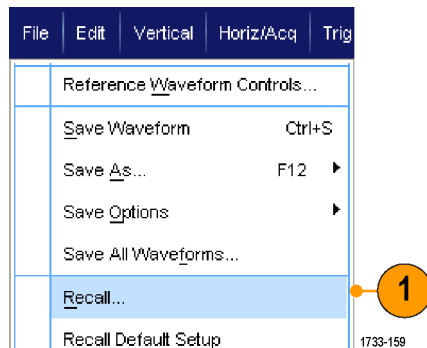 File Edit Vertical Horiz/Acq Trig
Reference Waveform Controls...
Save Waveform Ctrl+S
Save As... F12
Save Options
Save All Waveforms...
Recall...
1
Recall Default Setup
1733-159